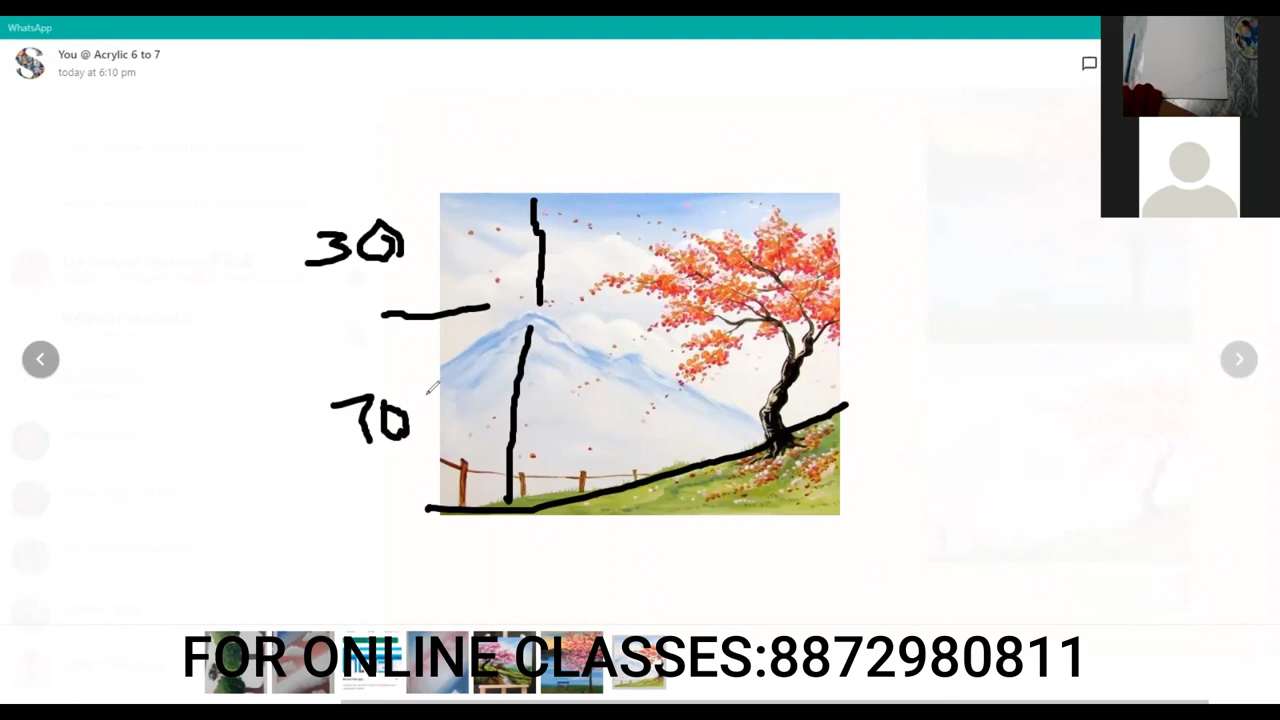 WhatsApp
You @ Acrylic 6 to 7
today at 6:10 pm
30
70
FOR ONLINE CLASSES:8872980811